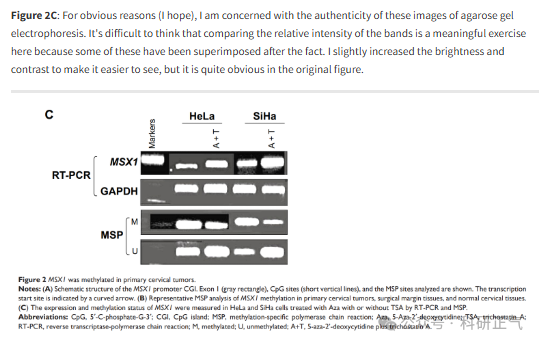 Figure 2C: For obvious reasons (I hope), I am concerned with the authenticity of these images of agarose gel
electrophoresis. It's difficult to think that comparing the relative intensity of the bands is a meaningful exercise
here because some of these have been superimposed after the fact. I slightly increased the brightness and
contrast to make it easier to see, but it is quite obvious in the original figure.
C
HeLa
SiHa
Markers
A + T
A + T
MSX1
RT-PCR
GAPDH
M
MSP
U
Figure 2 MSX1 was methylated in primary cervical tumors.
Notes: (A) Schematic structure of the MSX1 promoter CGI. Exon 1 (gray rectangle), CpG sites (short vertical lines), and the MSP sites analyzed are shown. The transcription
start site is indicated by a curved arrow. (B) Representative MSP analysis of MSX1 methylation in primary cervical tumors, surgical margin tissues, and normal cervical tissues.
(C) The expression and methylation status of MSX1 were measured in HeLa and SiHa cells treated with Aza with or without TSA by RT-PCR and MSP.
Abbreviations: CpG, 5'-C-phosphate-G-3'; CGI, CpG island; MSP, methylation-specific polymerase chain reaction; Aza, 5-Aza-2'-deoxycytidine; TSA, trichostatin A;
RT-PCR, reverse transcriptase-polymerase chain reaction; M, methylated; U, unmethylated; A+T, 5-aza-2'-deoxycytidine plus trichostatin A.
公众号 · 科研正气